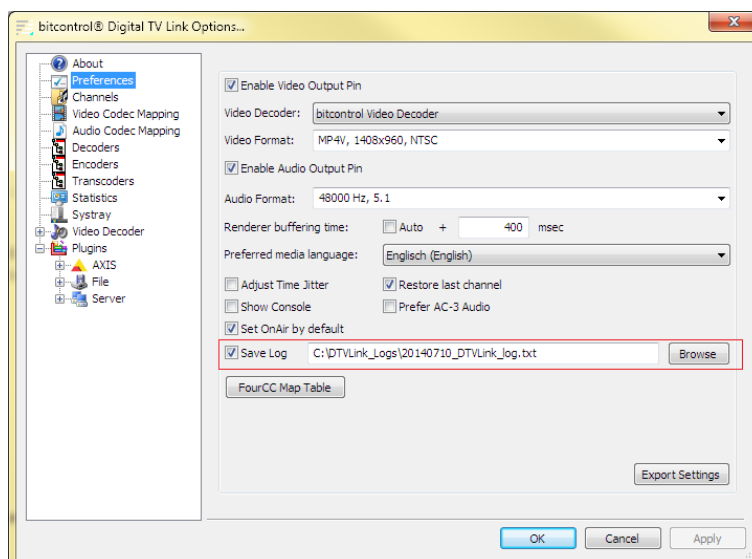 bitcontrol® Digital TV Link Options...
About
Preferences
Channels
Video Codec Mapping
Audio Codec Mapping
Decoders
Encoders
Transcoders
Statistics
Systray
Video Decoder
Plugins
AXIS
File
Server
Enable Video Output Pin
Video Decoder: bitcontrol Video Decoder
Video Format: MP4V, 1408x960, NTSC
Enable Audio Output Pin
Audio Format: 48000 Hz, 5.1
Renderer buffering time: Auto + 400 msec
Preferred media language: Englisch (English)
Adjust Time Jitter Restore last channel
Show Console Prefer AC-3 Audio
Set OnAir by default
Save Log C:\DTVLink_Logs\20140710_DTVLink_log.txt Browse
FourCC Map Table
Export Settings
OK Cancel Apply